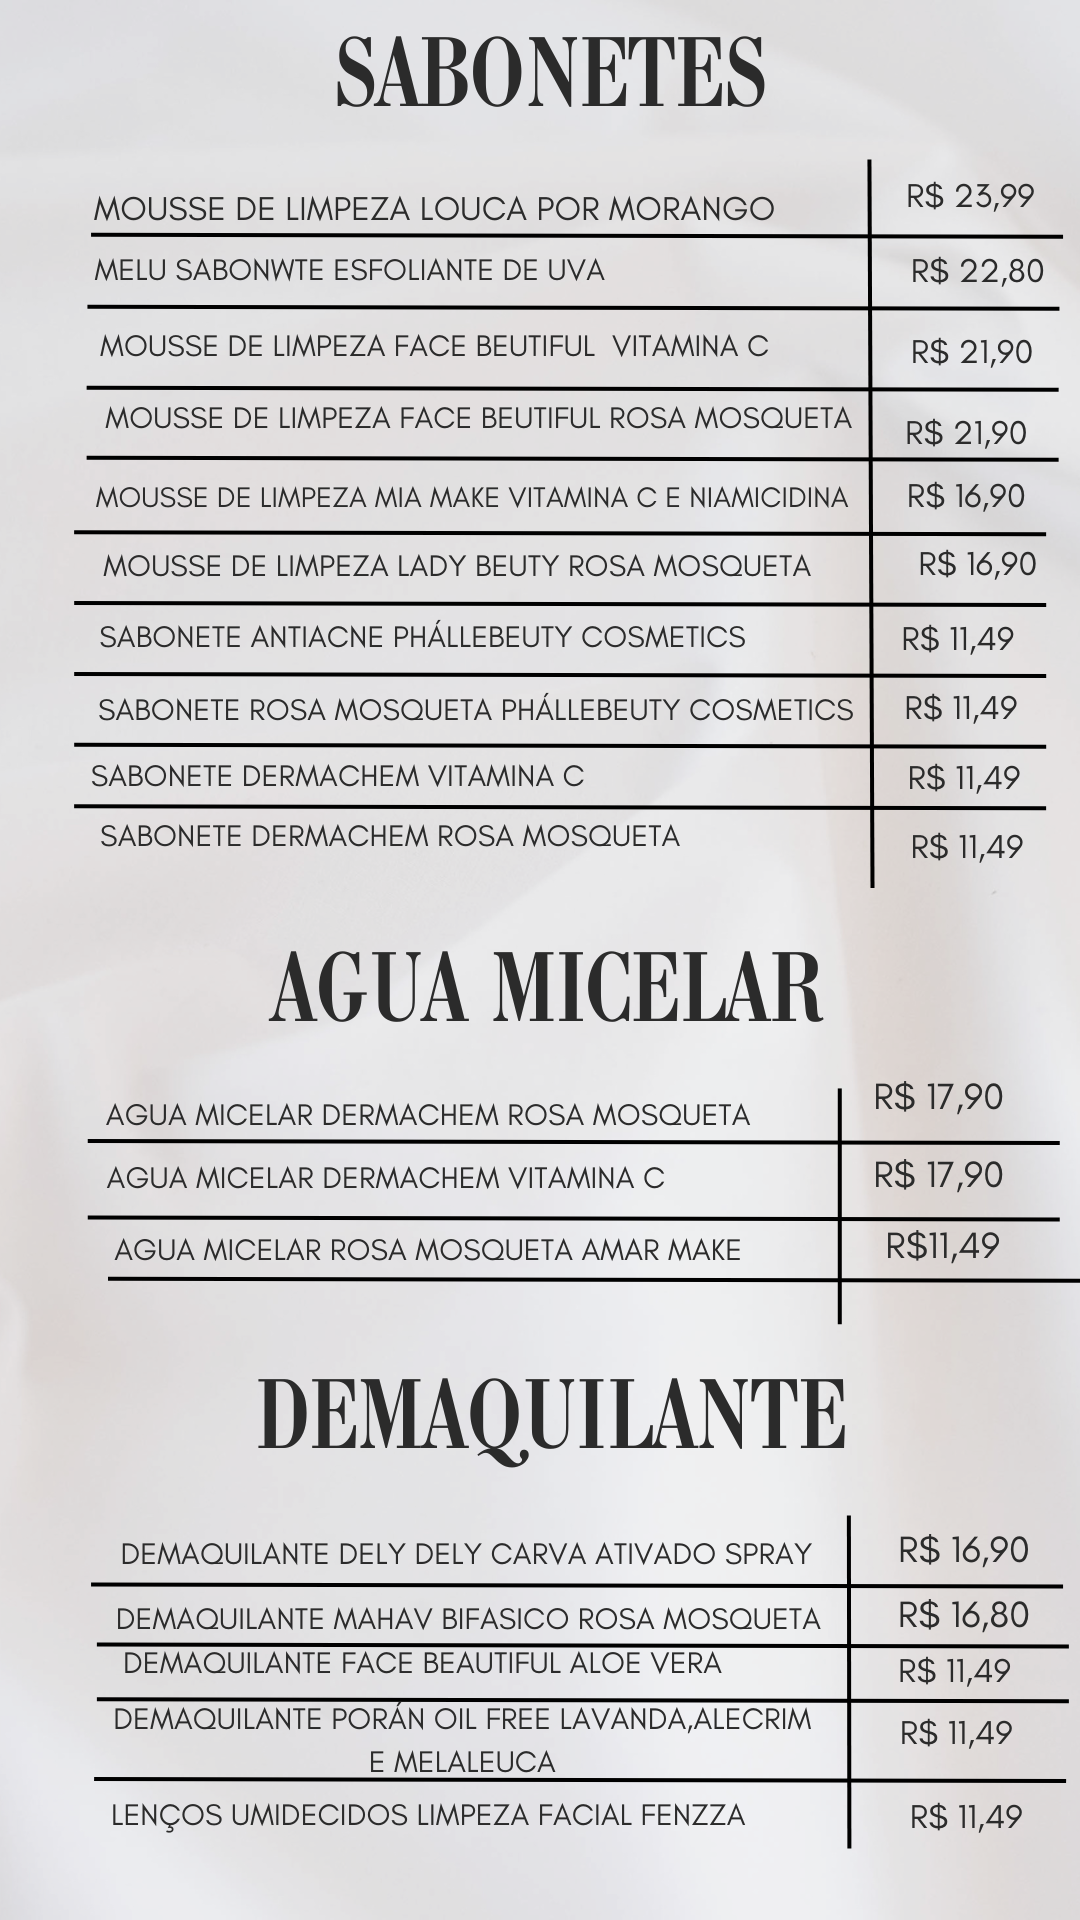 SABONETES
MOUSSE DE LIMPEZA LOUCA POR MORANGO R$ 23,99
MELU SABONWTE ESFOLIANTE DE UVA R$ 22,80
MOUSSE DE LIMPEZA FACE BEUTIFUL VITAMINA C R$ 21,90
MOUSSE DE LIMPEZA FACE BEUTIFUL ROSA MOSQUETA R$ 21,90
MOUSSE DE LIMPEZA MIA MAKE VITAMINA C E NIAMICIDINA R$ 16,90
MOUSSE DE LIMPEZA LADY BEUTY ROSA MOSQUETA R$ 16,90
SABONETE ANTIACNE PHÁLLEBEUTY COSMETICS R$ 11,49
SABONETE ROSA MOSQUETA PHÁLLEBEUTY COSMETICS R$ 11,49
SABONETE DERMACHEM VITAMINA C R$ 11,49
SABONETE DERMACHEM ROSA MOSQUETA R$ 11,49
AGUA MICELAR
AGUA MICELAR DERMACHEM ROSA MOSQUETA R$ 17,90
AGUA MICELAR DERMACHEM VITAMINA C R$ 17,90
AGUA MICELAR ROSA MOSQUETA AMAR MAKE R$11,49
DEMAQUILANTE
DEMAQUILANTE DELY DELY CARVA ATIVADO SPRAY R$ 16,90
DEMAQUILANTE MAHAV BIFASICO ROSA MOSQUETA R$ 16,80
DEMAQUILANTE FACE BEAUTIFUL ALOE VERA R$ 11,49
DEMAQUILANTE PORÁN OIL FREE LAVANDA,ALECRIM R$ 11,49
E MELALEUCA
LENÇOS UMIDECIDOS LIMPEZA FACIAL FENZZA R$ 11,49